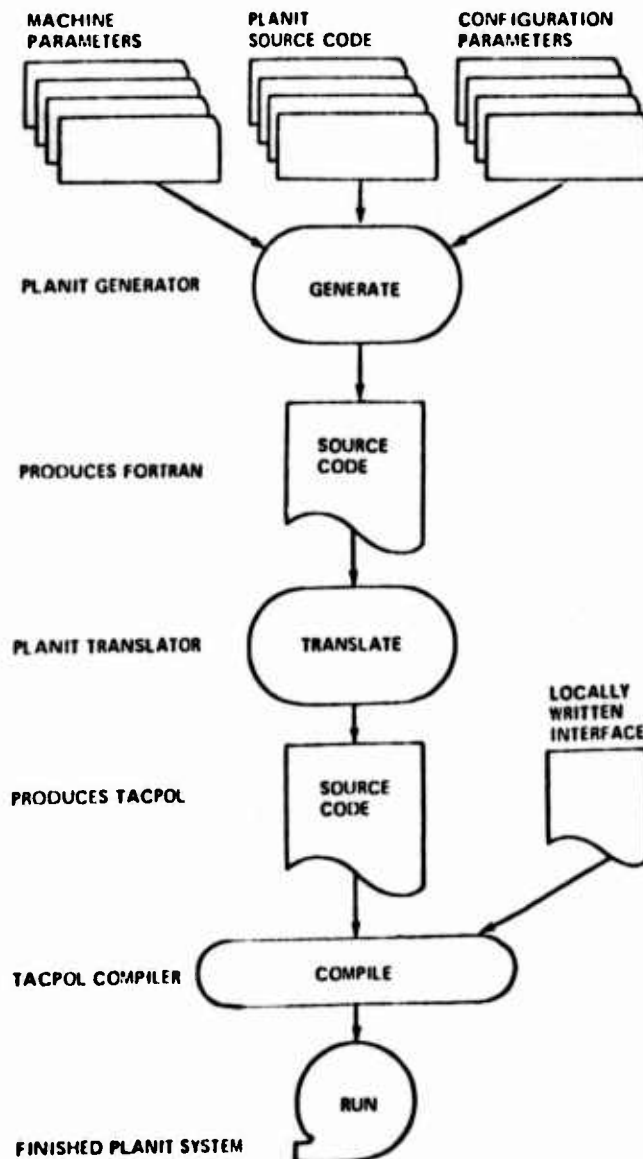 MACHINE
PARAMETERS
PLANIT
SOURCE CODE
CONFIGURATION
PARAMETERS
PLANIT GENERATOR
GENERATE
PRODUCES FORTRAN
SOURCE
CODE
PLANIT TRANSLATOR
TRANSLATE
LOCALLY
WRITTEN
INTERFACE
PRODUCES TACPOL
SOURCE
CODE
TACPOL COMPILER
COMPILE
RUN
FINISHED PLANIT SYSTEM